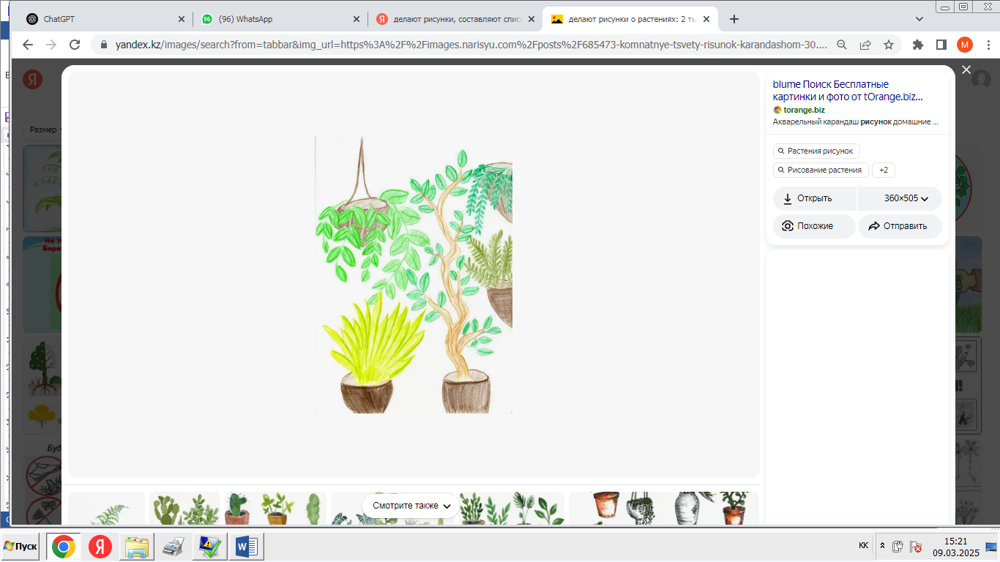 ChatGPT
96
(96) WhatsApp
Я
делают рисунки, составляют спис
делают рисунки о растениях: 2 ты
yandex.kz/images/search?from=tabbar&img_url=https%3A%2F%2Fimages.narisyu.com%2Fposts%2F685473-komnatnye-tsvety-risunok-karandashom-30....
M
Я
blume Поиск Бесплатные
картинки и фото от tOrange.biz...
torange.biz
Акварельный карандаш рисунок домашние ...
Размер
Растения рисунок
Рисование растения
+2
Открыть
360×505
Похожие
Отправить
Не
Буд
Смотрите также
Пуск
Я
W
KK
15:21
09.03.2025